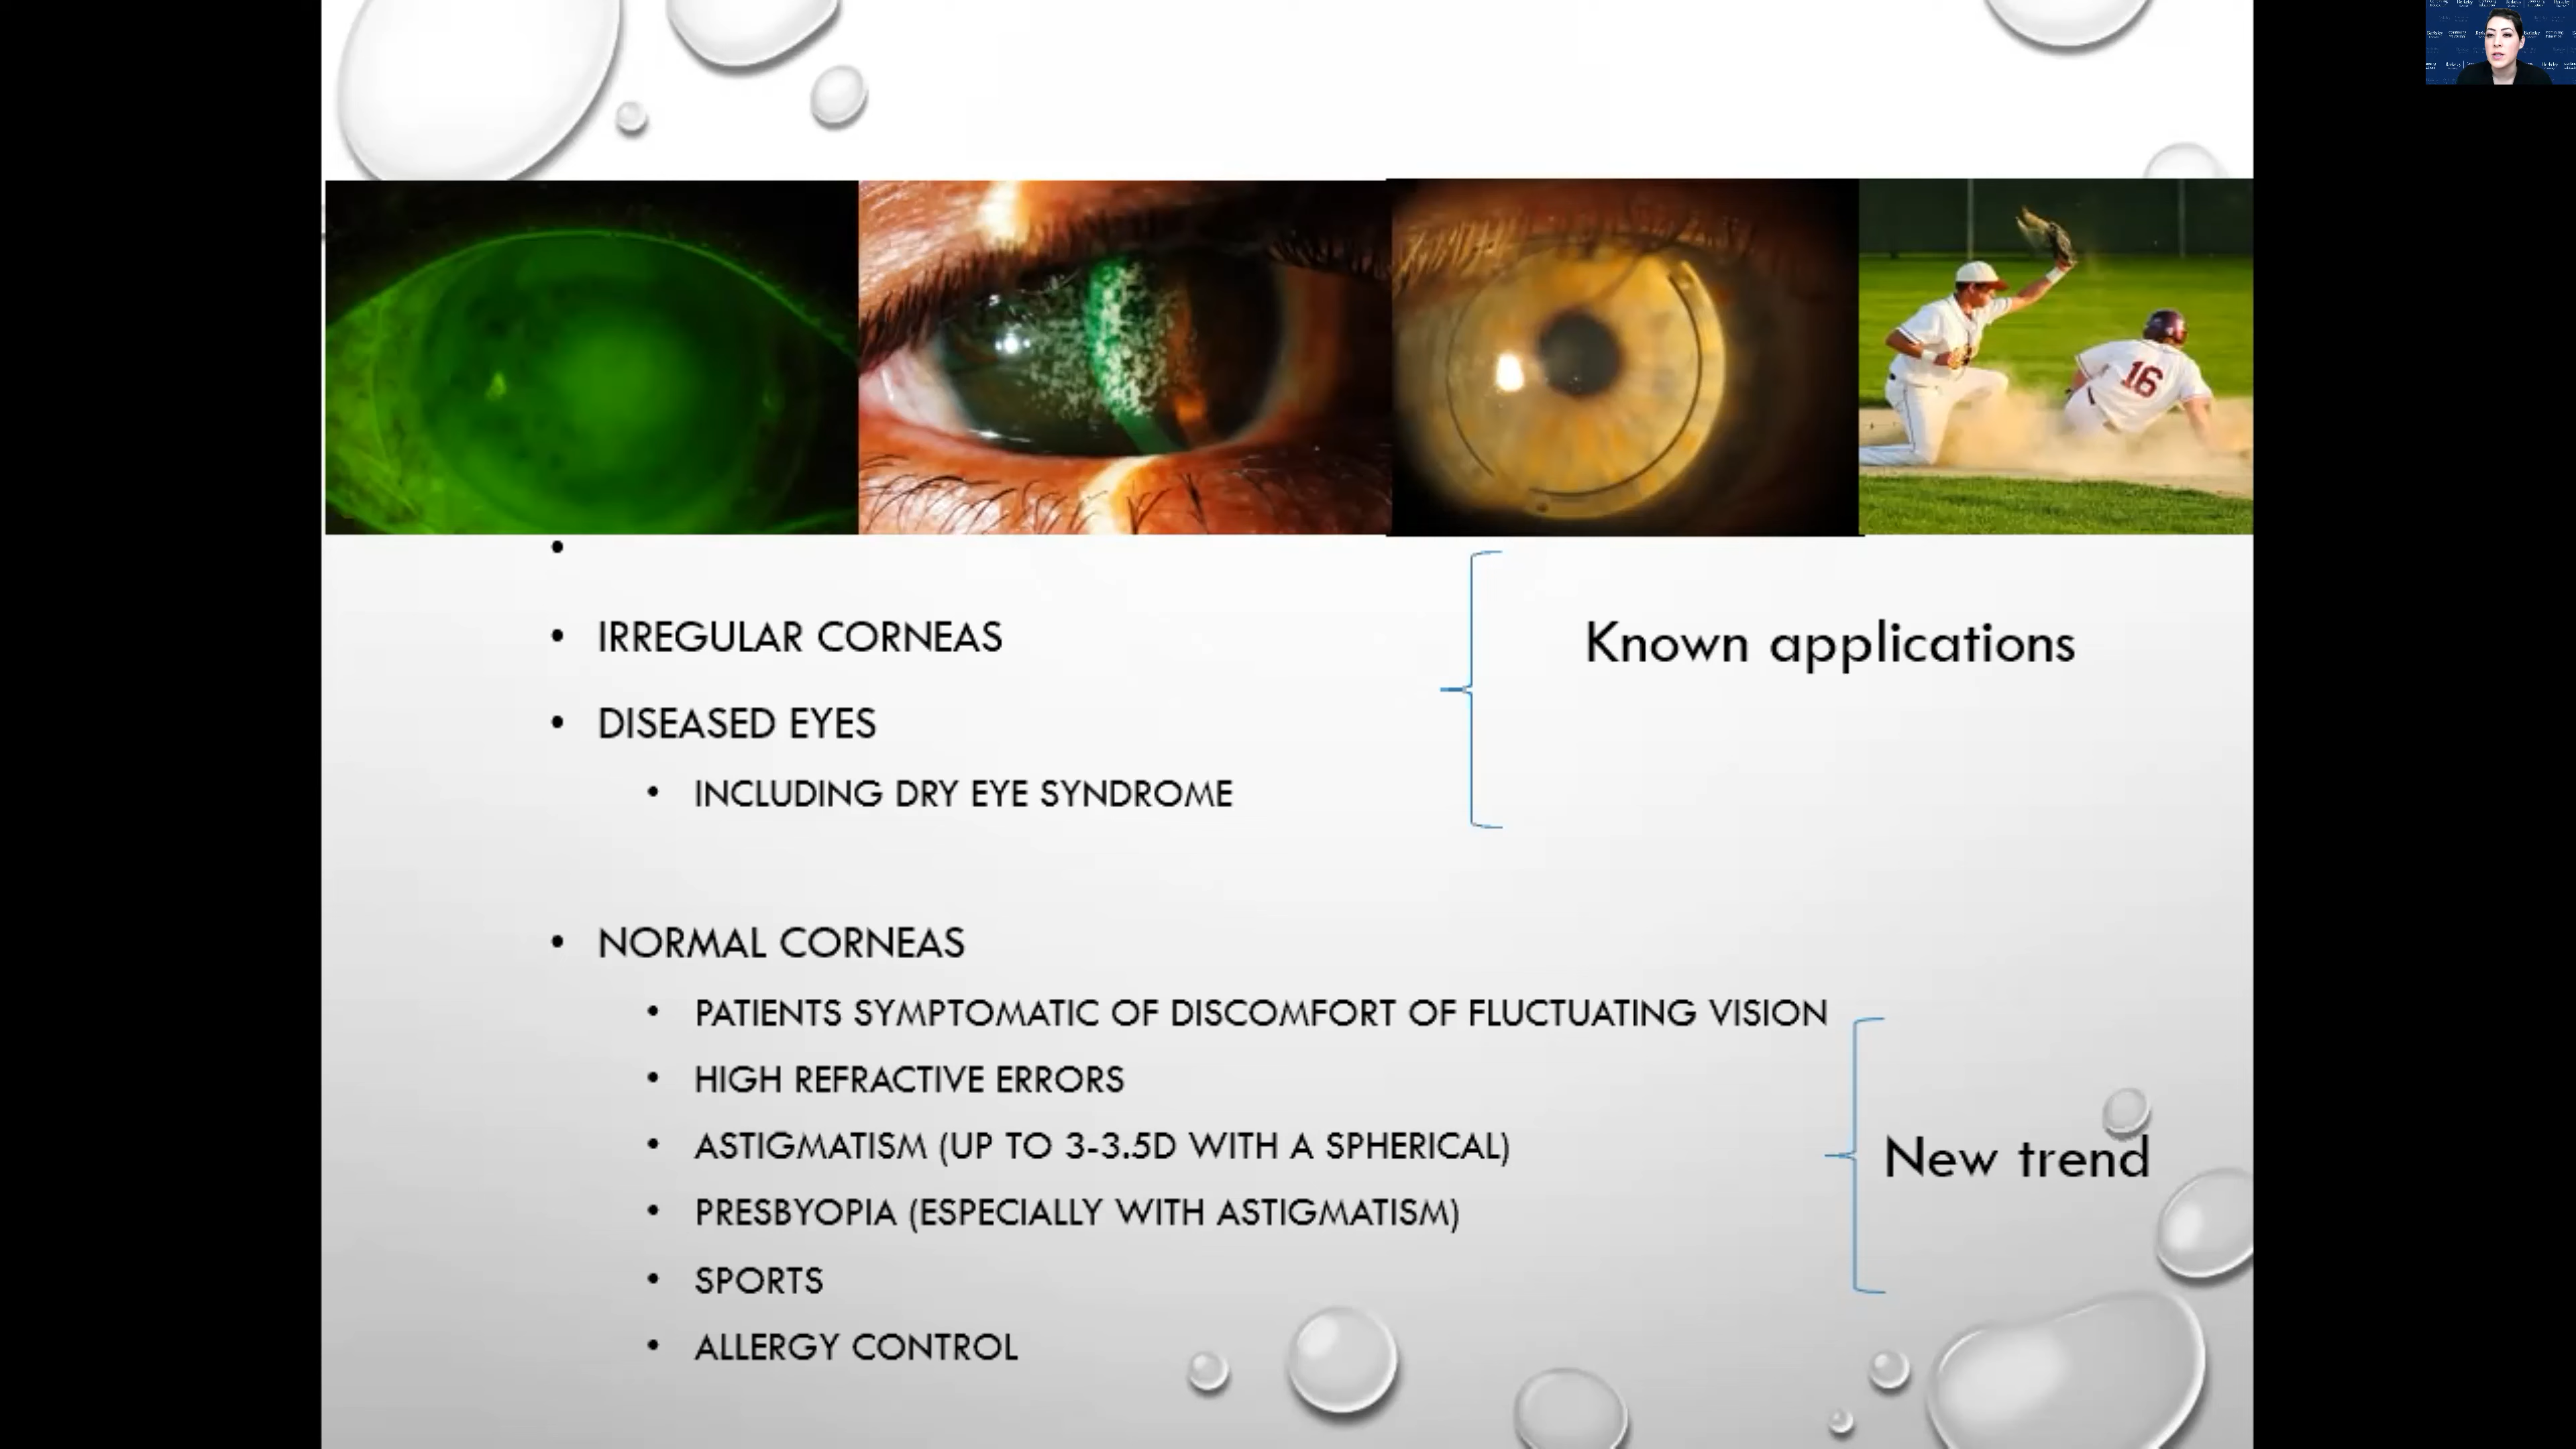 16
• 
• IRREGULAR CORNEAS
• DISEASED EYES
• INCLUDING DRY EYE SYNDROME
Known applications
• NORMAL CORNEAS
• PATIENTS SYMPTOMATIC OF DISCOMFORT OF FLUCTUATING VISION
• HIGH REFRACTIVE ERRORS
• ASTIGMATISM (UP TO 3-3.5D WITH A SPHERICAL)
• PRESBYOPIA (ESPECIALLY WITH ASTIGMATISM)
• SPORTS
• ALLERGY CONTROL
New trend